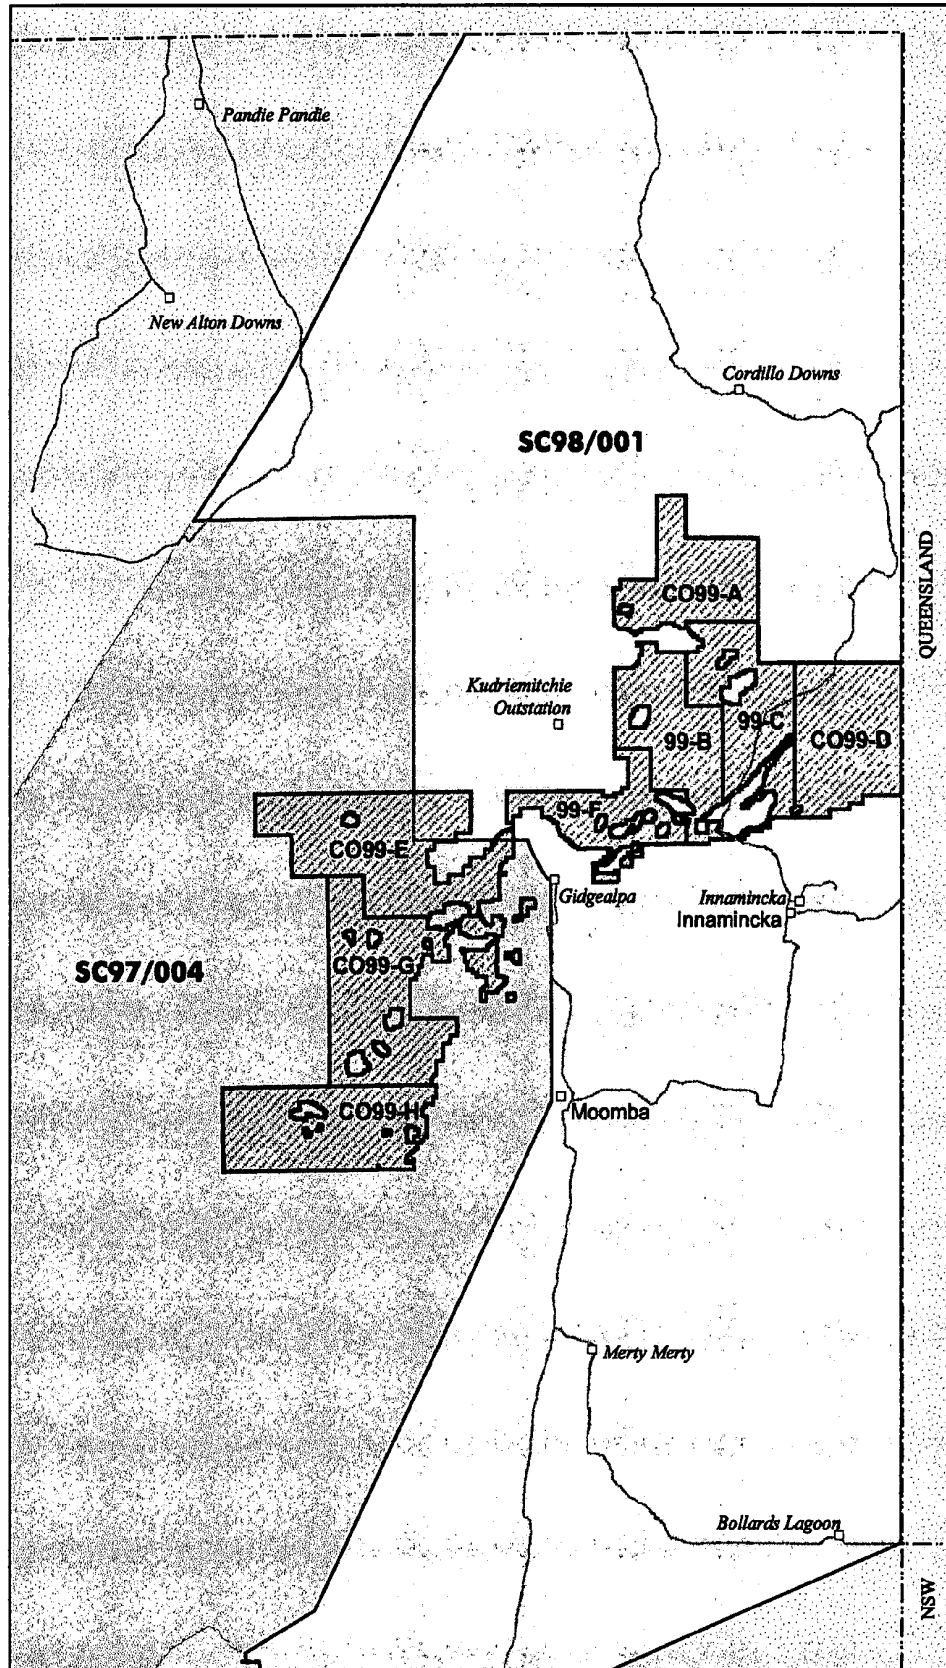 Pandie Pandie
New Alton Downs
Cordillo Downs
SC98/001
QUEENSLAND
CO99-A
Kudriemitchie
Outstation
99-B
99-C
CO99-D
99-F
CO99-E
Gidgealpa
Innamincka
Innamincka
SC97/004
CO99-G
CO99-H
Moomba
Merty Merty
Bollards Lagoon
NSW